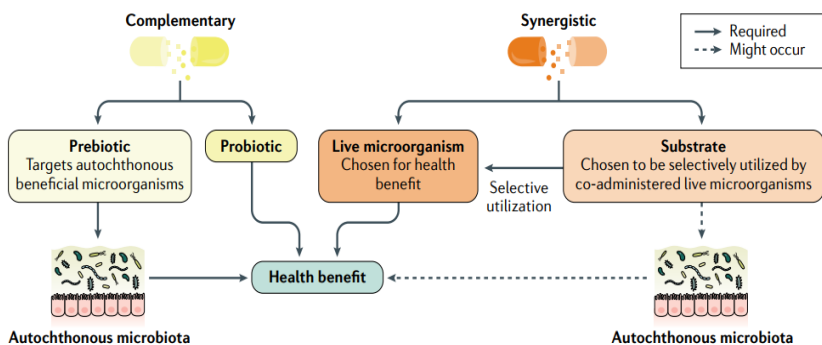 Complementary
Synergistic
Required
Might occur
Prebiotic
Targets autochthonous
beneficial microorganisms
Probiotic
Live microorganism
Chosen for health
benefit
Substrate
Chosen to be selectively utilized by
co-administered live microorganisms
Selective
utilization
Health benefit
Autochthonous microbiota
Autochthonous microbiota